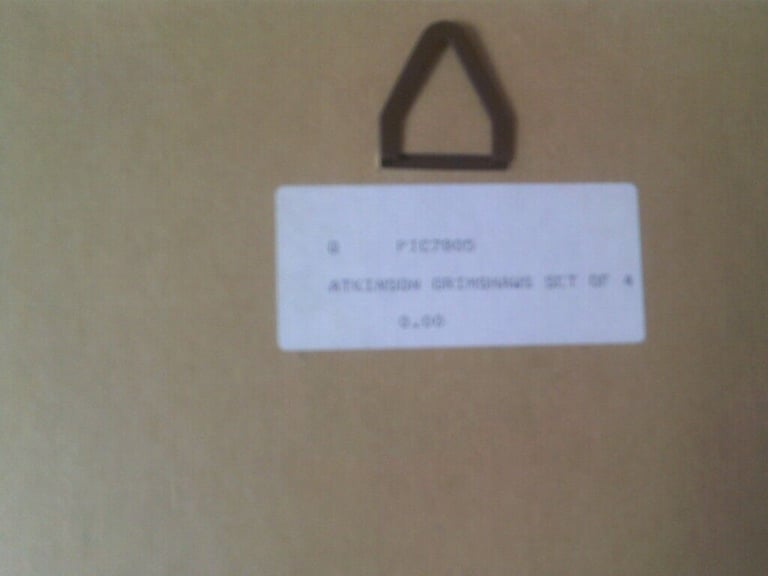 PIC7805
ATKINSON GRIMSHAWS SET OF 4
0.00